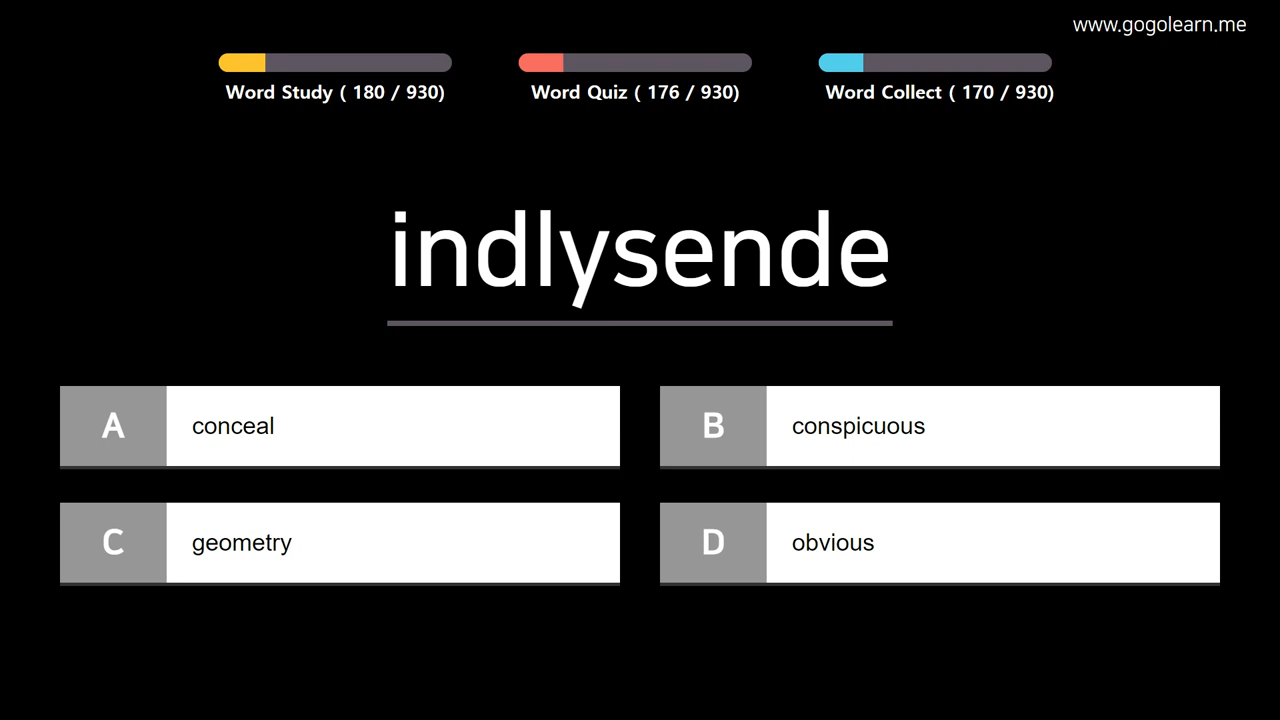 www.gogolearn.me
Word Study ( 180 / 930)
Word Quiz ( 176 / 930)
Word Collect ( 170 / 930)
indlysende
A conceal
B conspicuous
C geometry
D obvious